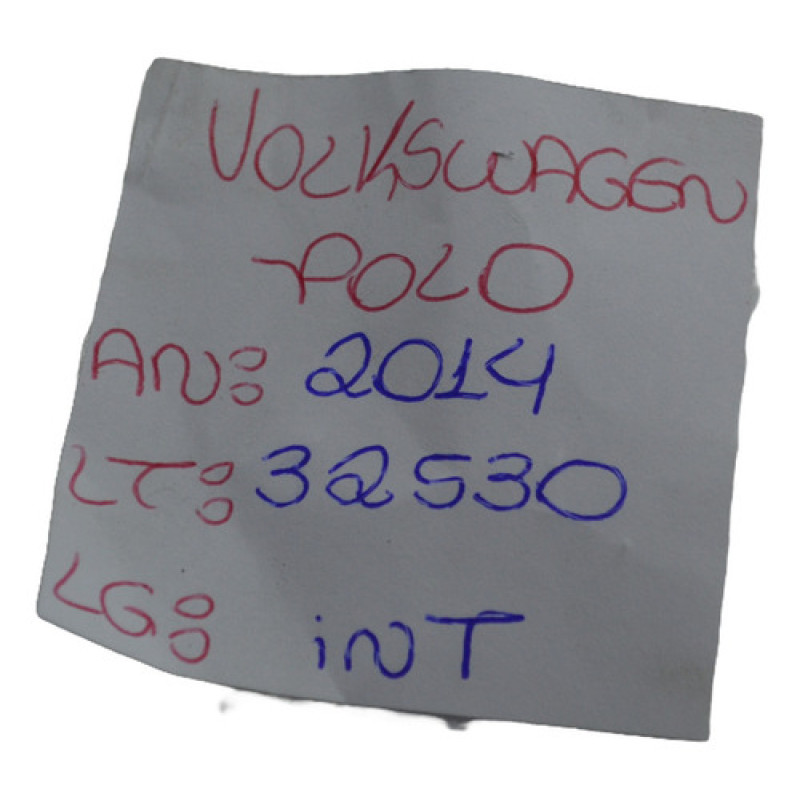 VOLKSWAGEN
POLO
AN: 2014
LT: 32530
LG: iNT